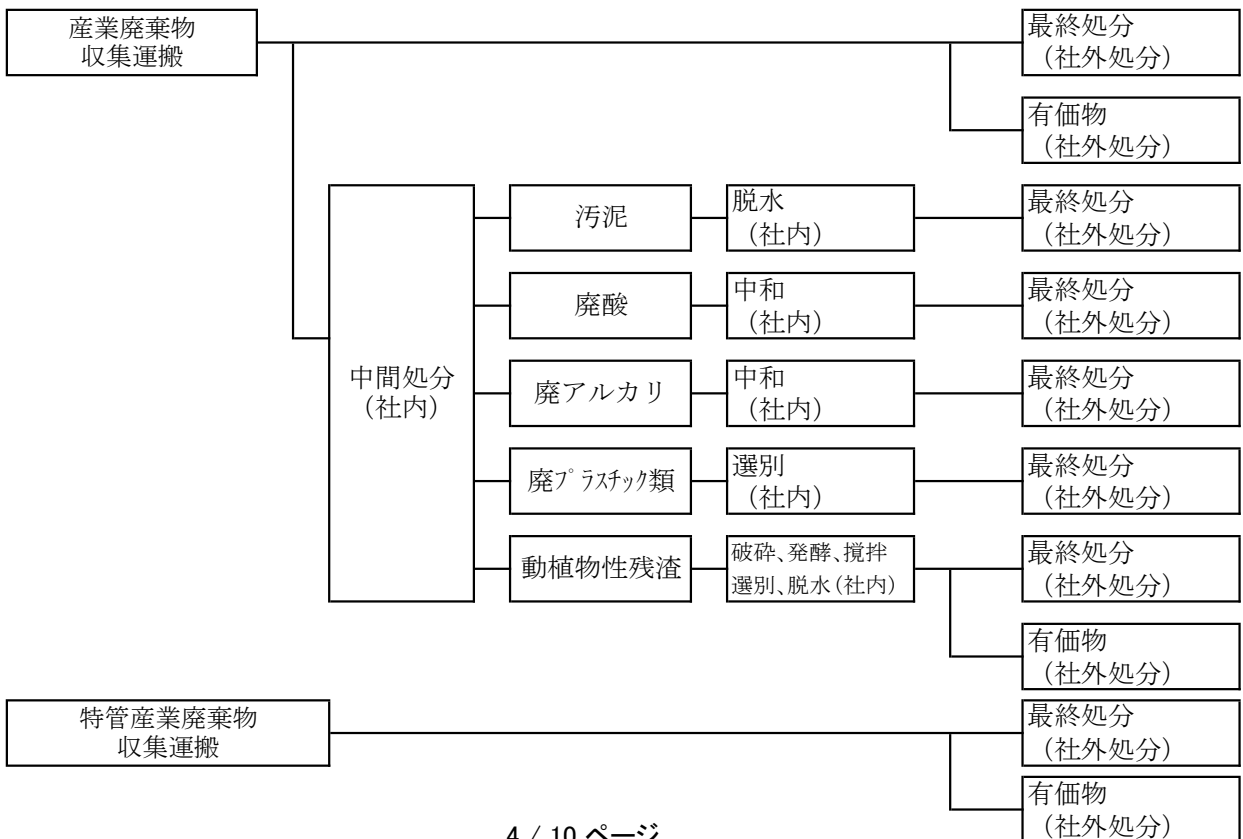 産業廃棄物
収集運搬
最終処分
（社外処分）
有価物
（社外処分）
中間処分
（社内）
汚泥
脱水
（社内）
最終処分
（社外処分）
廃酸
中和
（社内）
最終処分
（社外処分）
廃アルカリ
中和
（社内）
最終処分
（社外処分）
廃プラスチック類
選別
（社内）
最終処分
（社外処分）
動植物性残渣
破砕、発酵、撹拌
選別、脱水（社内）
最終処分
（社外処分）
有価物
（社外処分）
特管産業廃棄物
収集運搬
最終処分
（社外処分）
有価物
（社外処分）
4 / 10 ページ